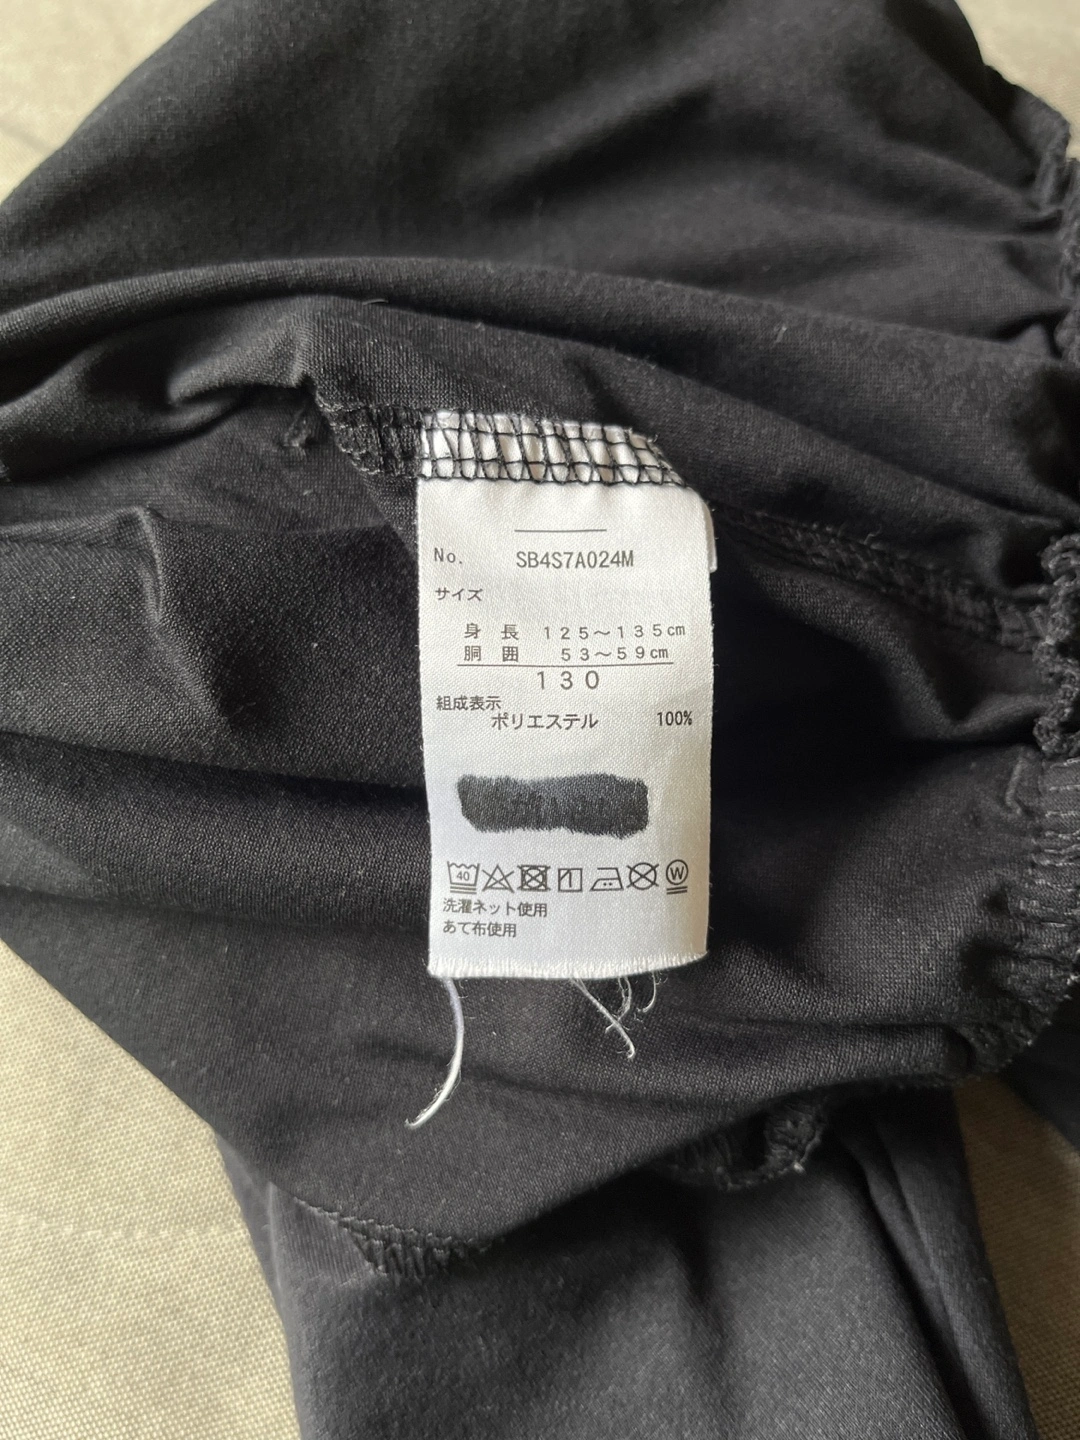 No. SB4S7A024M
サイズ
身 長 125～135cm
胴 囲 53～59cm
130
組成表示
ポリエステル 100%
40 W
洗濯ネット使用
あて布使用